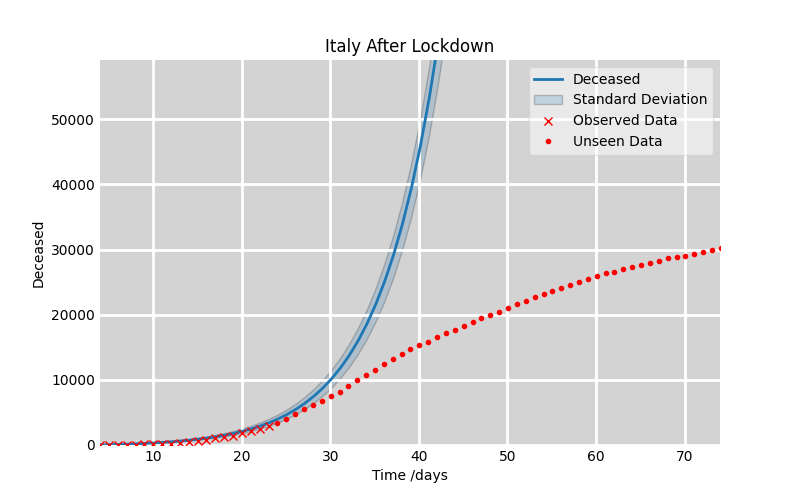 Italy After Lockdown
Deceased
Standard Deviation
Observed Data
Unseen Data
Deceased
50000
40000
30000
20000
10000
0
10 20 30 40 50 60 70
Time /days